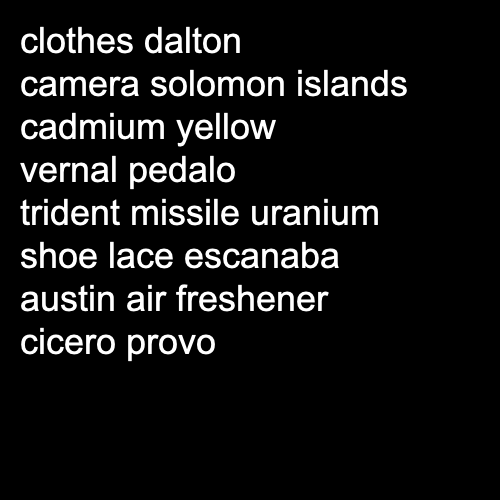 clothes dalton
camera solomon islands
cadmium yellow
vernal pedalo
trident missile uranium
shoe lace escanaba
austin air freshener
cicero provo